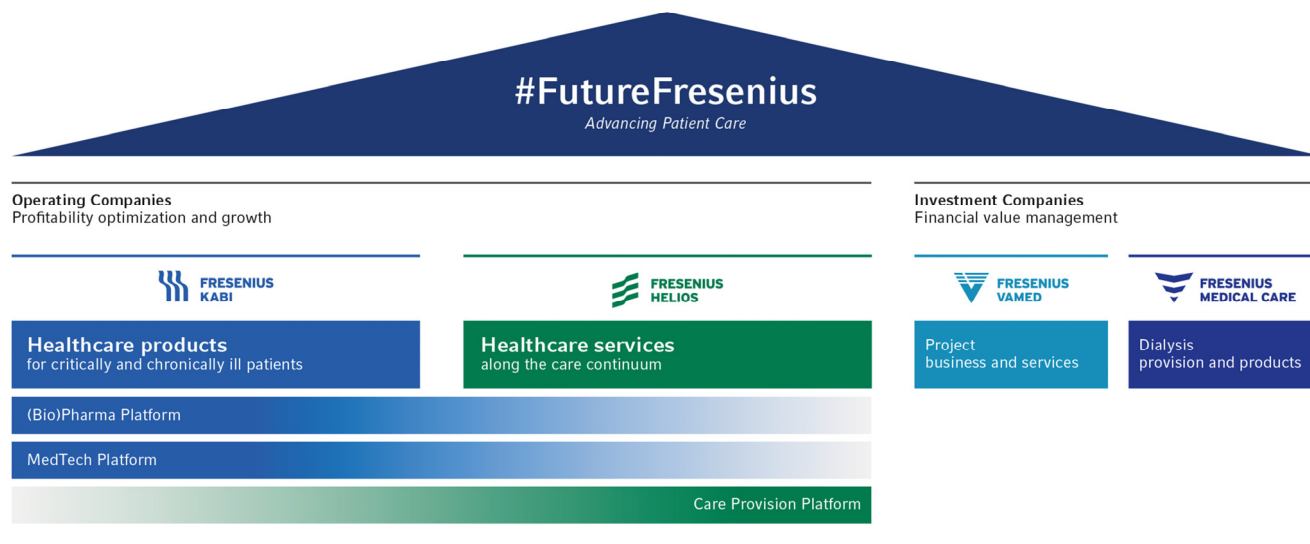 #FutureFresenius
Advancing Patient Care
Operating Companies
Profitability optimization and growth
Investment Companies
Financial value management
FRESENIUS
KABI
FRESENIUS
HELIOS
FRESENIUS
VAMED
FRESENIUS
MEDICAL CARE
Healthcare products
for critically and chronically ill patients
Healthcare services
along the care continuum
Project
business and services
Dialysis
provision and products
(Bio)Pharma Platform
MedTech Platform
Care Provision Platform